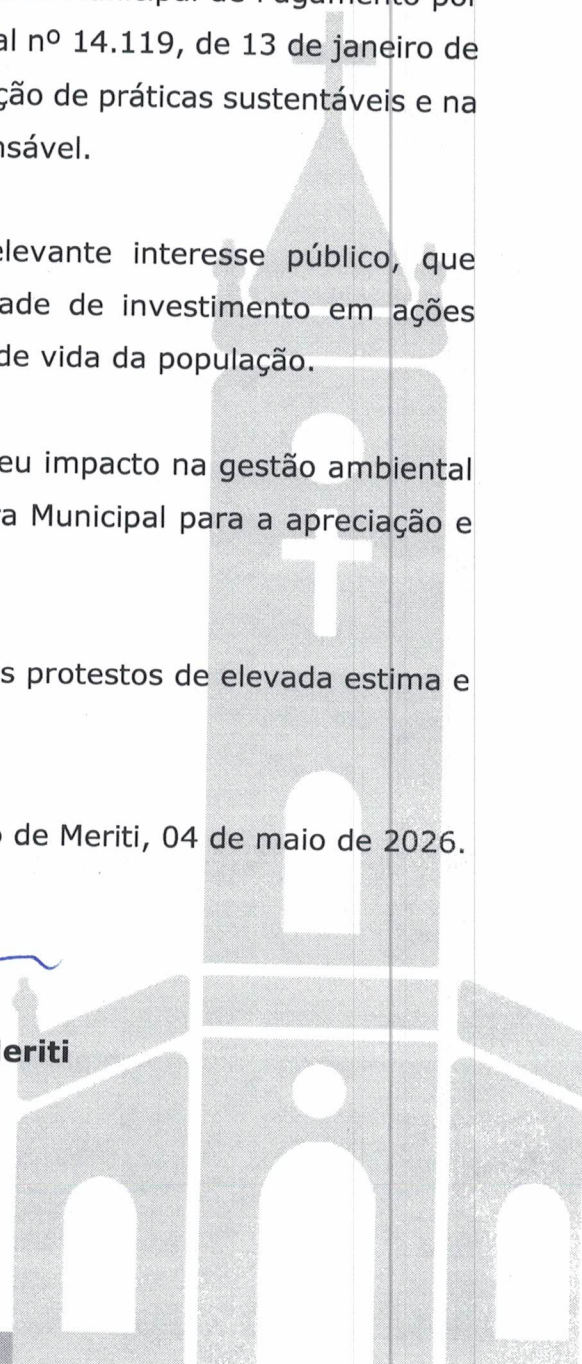 al nº 14.119, de 13 de janeiro de
ção de práticas sustentáveis e na
nsável.
elevante interesse público, que
ade de investimento em ações
de vida da população.
eu impacto na gestão ambiental
a Municipal para a apreciação e
s protestos de elevada estima e
de Meriti, 04 de maio de 2026.
eriti